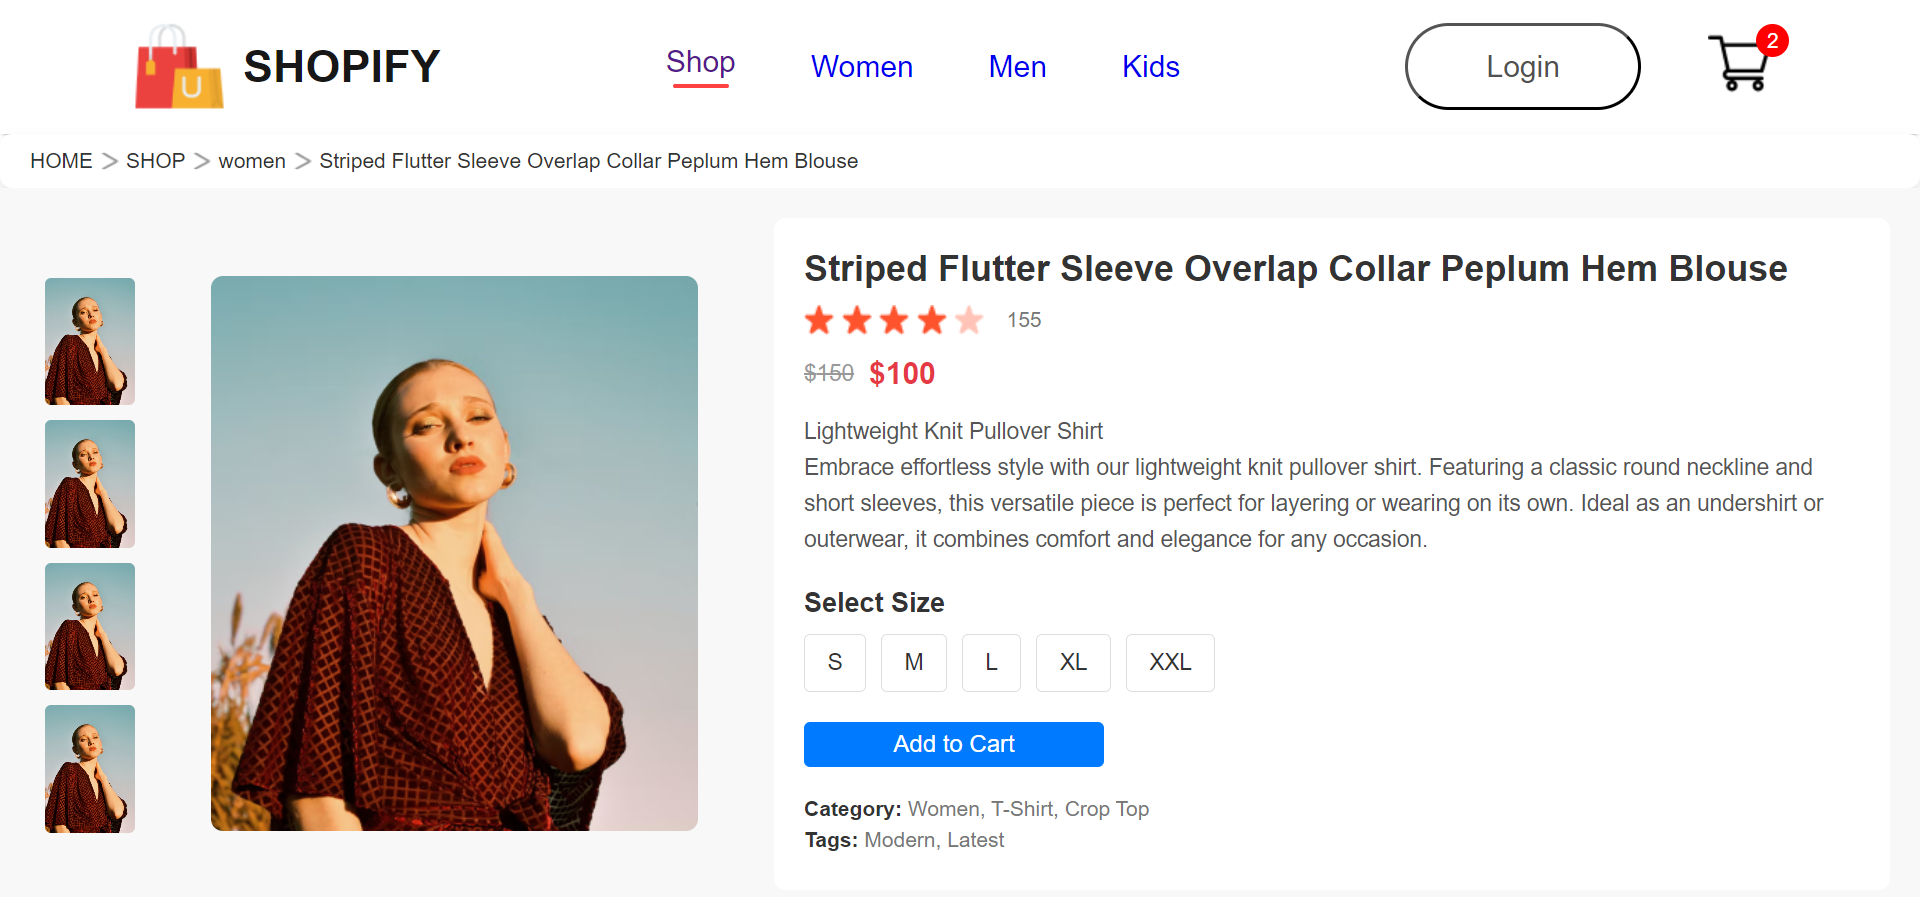 SHOPIFY
Shop
Women
Men
Kids
Login
2
HOME > SHOP > women > Striped Flutter Sleeve Overlap Collar Peplum Hem Blouse
Striped Flutter Sleeve Overlap Collar Peplum Hem Blouse
155
$150 $100
Lightweight Knit Pullover Shirt
Embrace effortless style with our lightweight knit pullover shirt. Featuring a classic round neckline and
short sleeves, this versatile piece is perfect for layering or wearing on its own. Ideal as an undershirt or
outerwear, it combines comfort and elegance for any occasion.
Select Size
S
M
L
XL
XXL
Add to Cart
Category: Women, T-Shirt, Crop Top
Tags: Modern, Latest